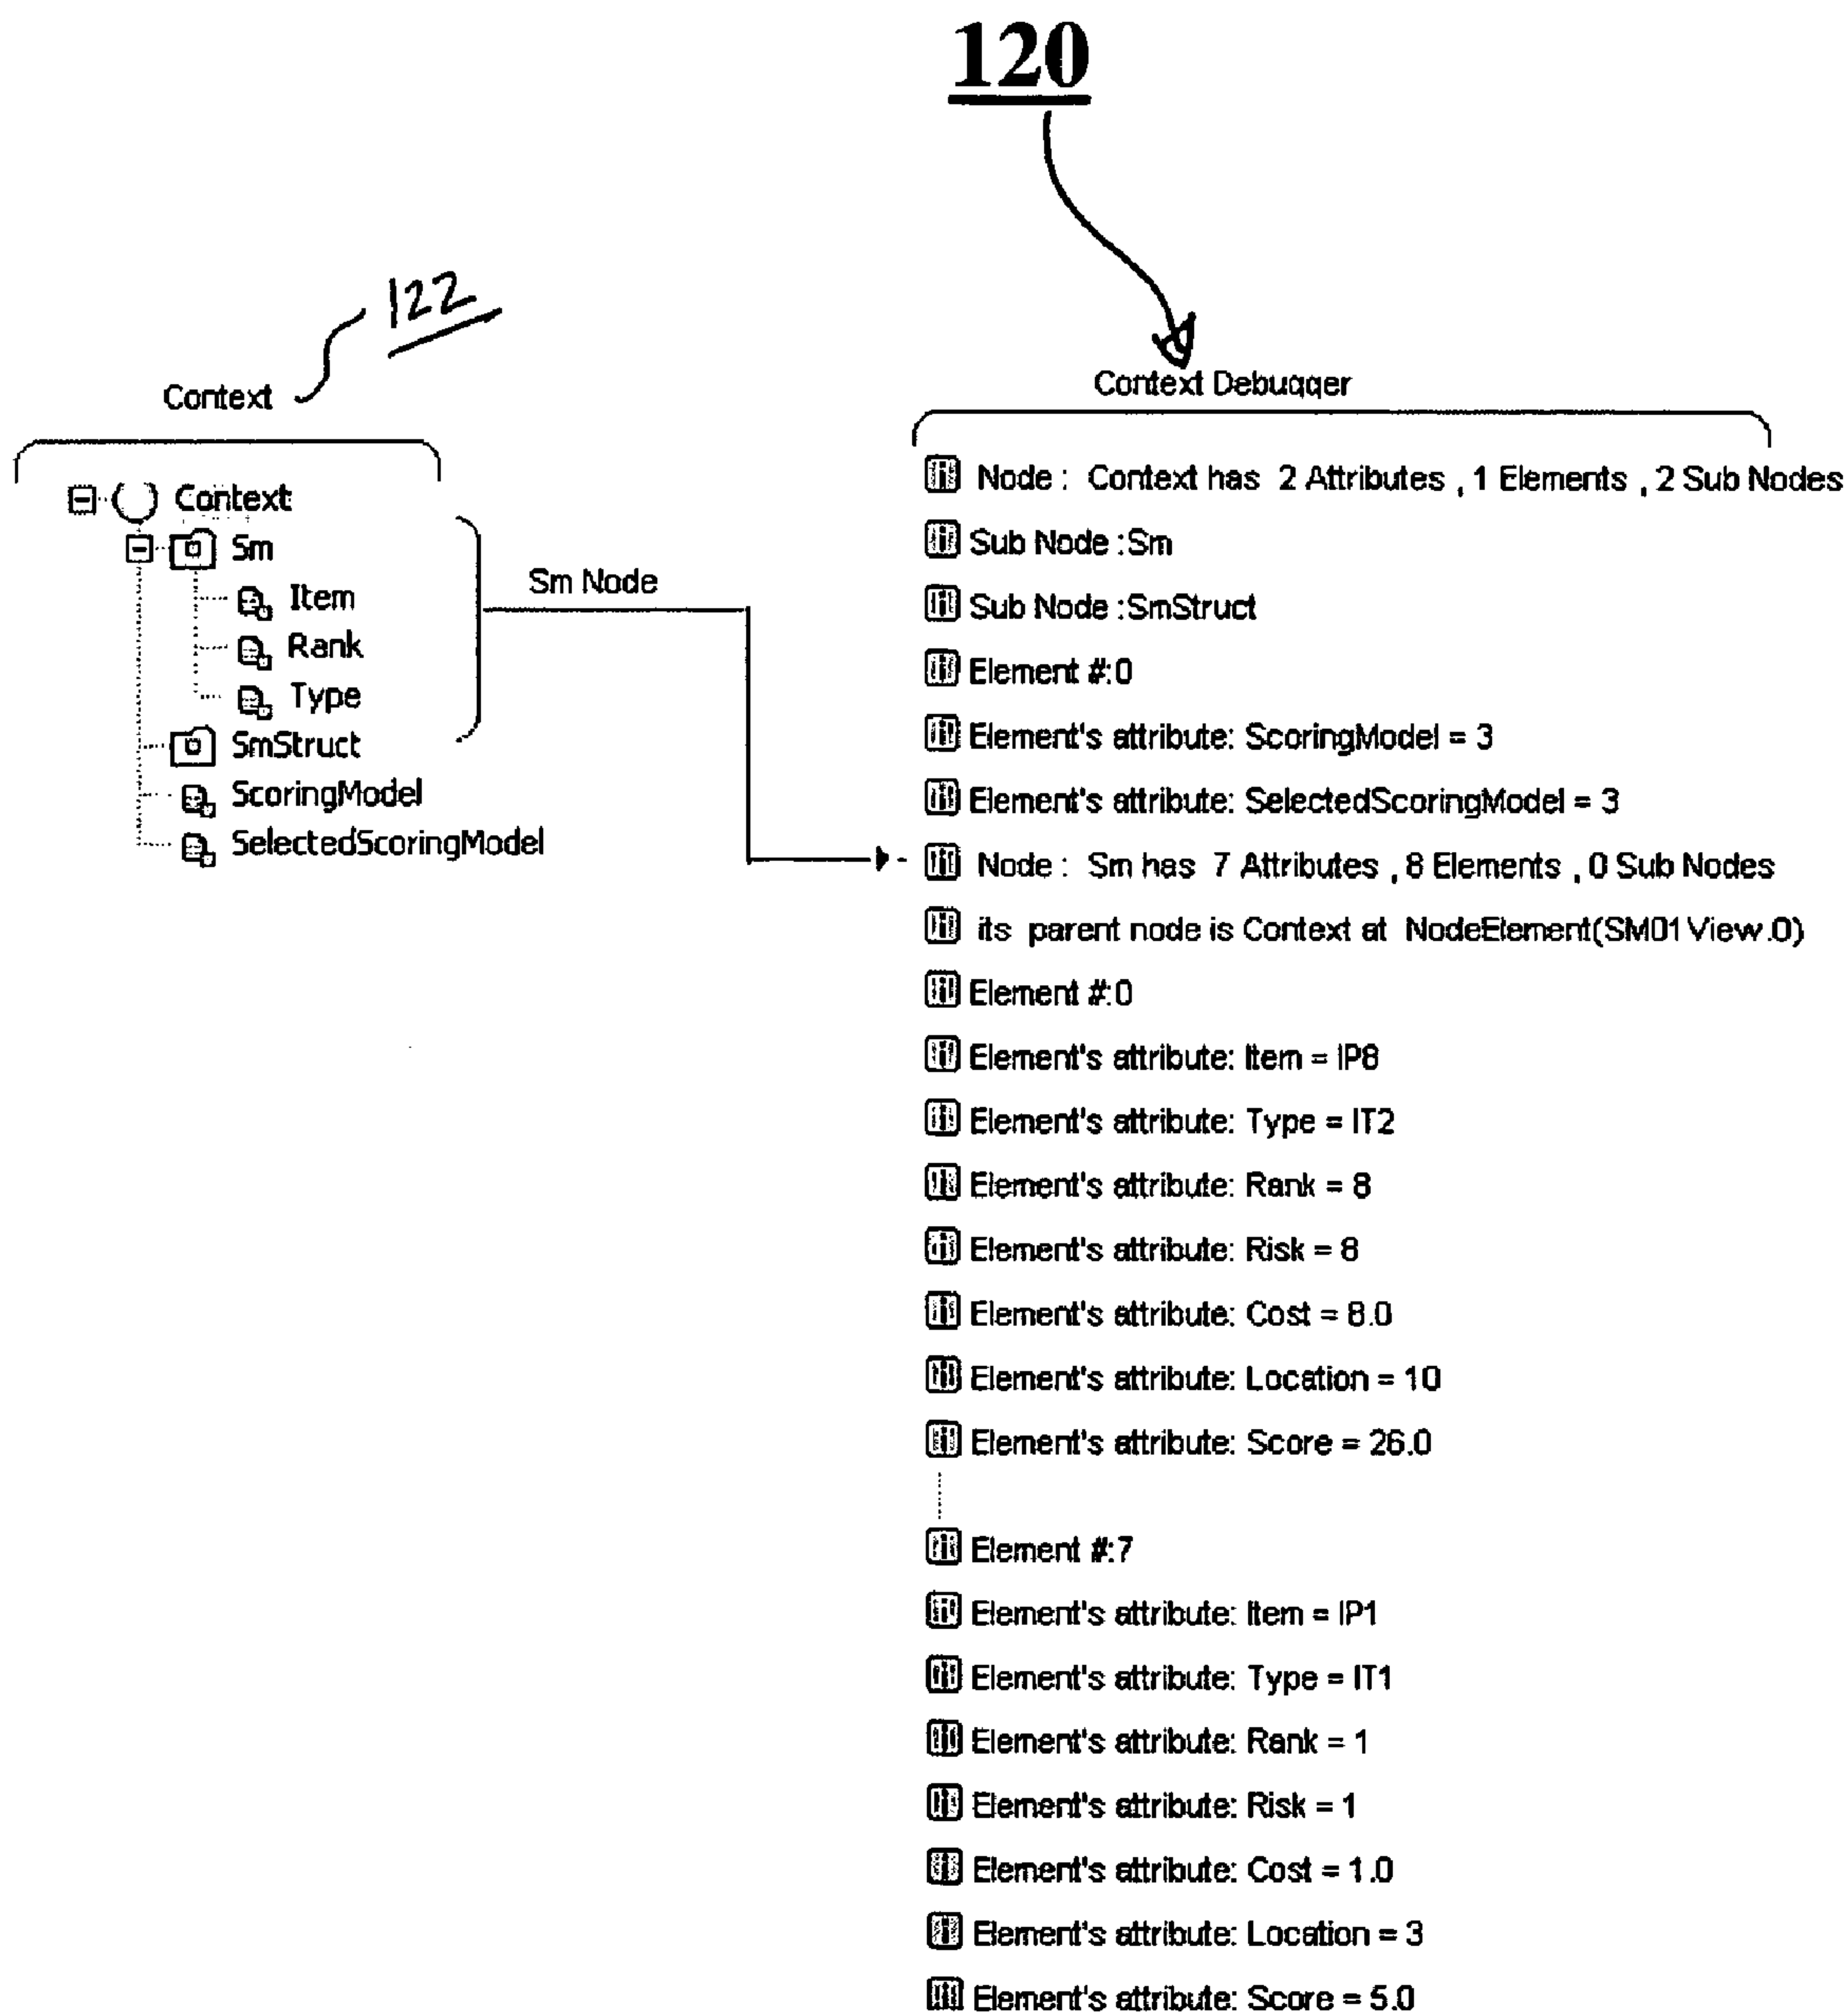 120
122
Context
Context
Sm
Item
Rank
Type
SmStruct
ScoringModel
SelectedScoringModel
Sm Node
Context Debugger
Node : Context has 2 Attributes , 1 Elements , 2 Sub Nodes
Sub Node :Sm
Sub Node :SmStruct
Element #:0
Element's attribute: ScoringModel = 3
Element's attribute: SelectedScoringModel = 3
Node : Sm has 7 Attributes , 8 Elements , 0 Sub Nodes
its parent node is Context at NodeElement(SM01View.0)
Element #:0
Element's attribute: Item = IP8
Element's attribute: Type = IT2
Element's attribute: Rank = 8
Element's attribute: Risk = 8
Element's attribute: Cost = 8.0
Element's attribute: Location = 10
Element's attribute: Score = 26.0
Element #:7
Element's attribute: Item = IP1
Element's attribute: Type = IT1
Element's attribute: Rank = 1
Element's attribute: Risk = 1
Element's attribute: Cost = 1.0
Element's attribute: Location = 3
Element's attribute: Score = 5.0